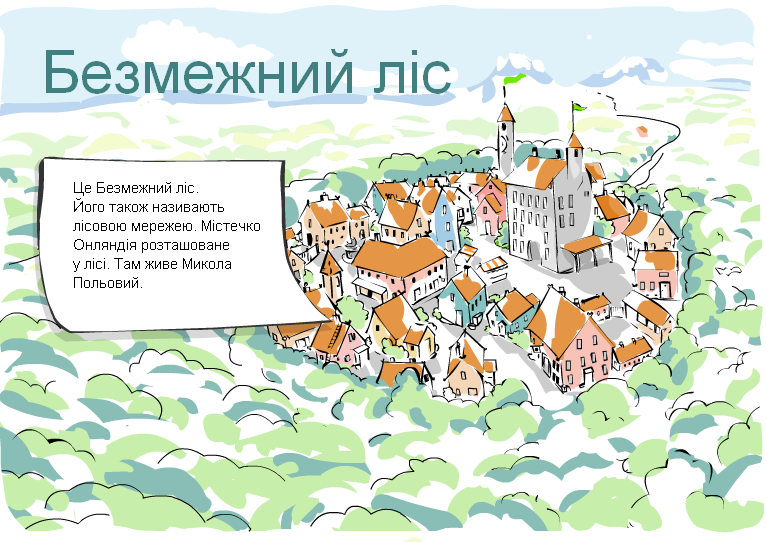 Безмежний ліс
Це Безмежний ліс.
Його також називають
лісовою мережею. Містечко
Онляндія розташоване
у лісі. Там живе Микола
Польовий.